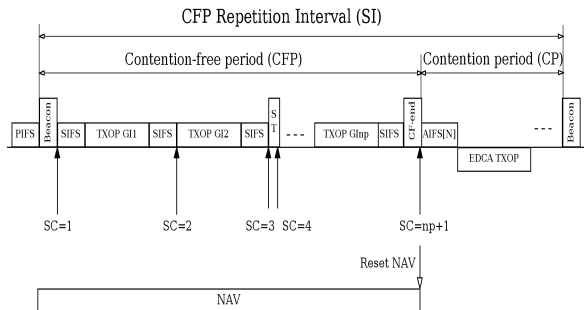 CFP Repetition Interval (SI)
Contention-free period (CFP)
Contention period (CP)
PIFS
Beacon
SIFS
TXOP GI1
SIFS
TXOP GI2
SIFS
S
T
- - -
TXOP GInp
SIFS
CF-end
AIFS[N]
EDCA TXOP
- - -
Beacon
SC=1
SC=2
SC=3
SC=4
SC=np+1
Reset NAV
NAV